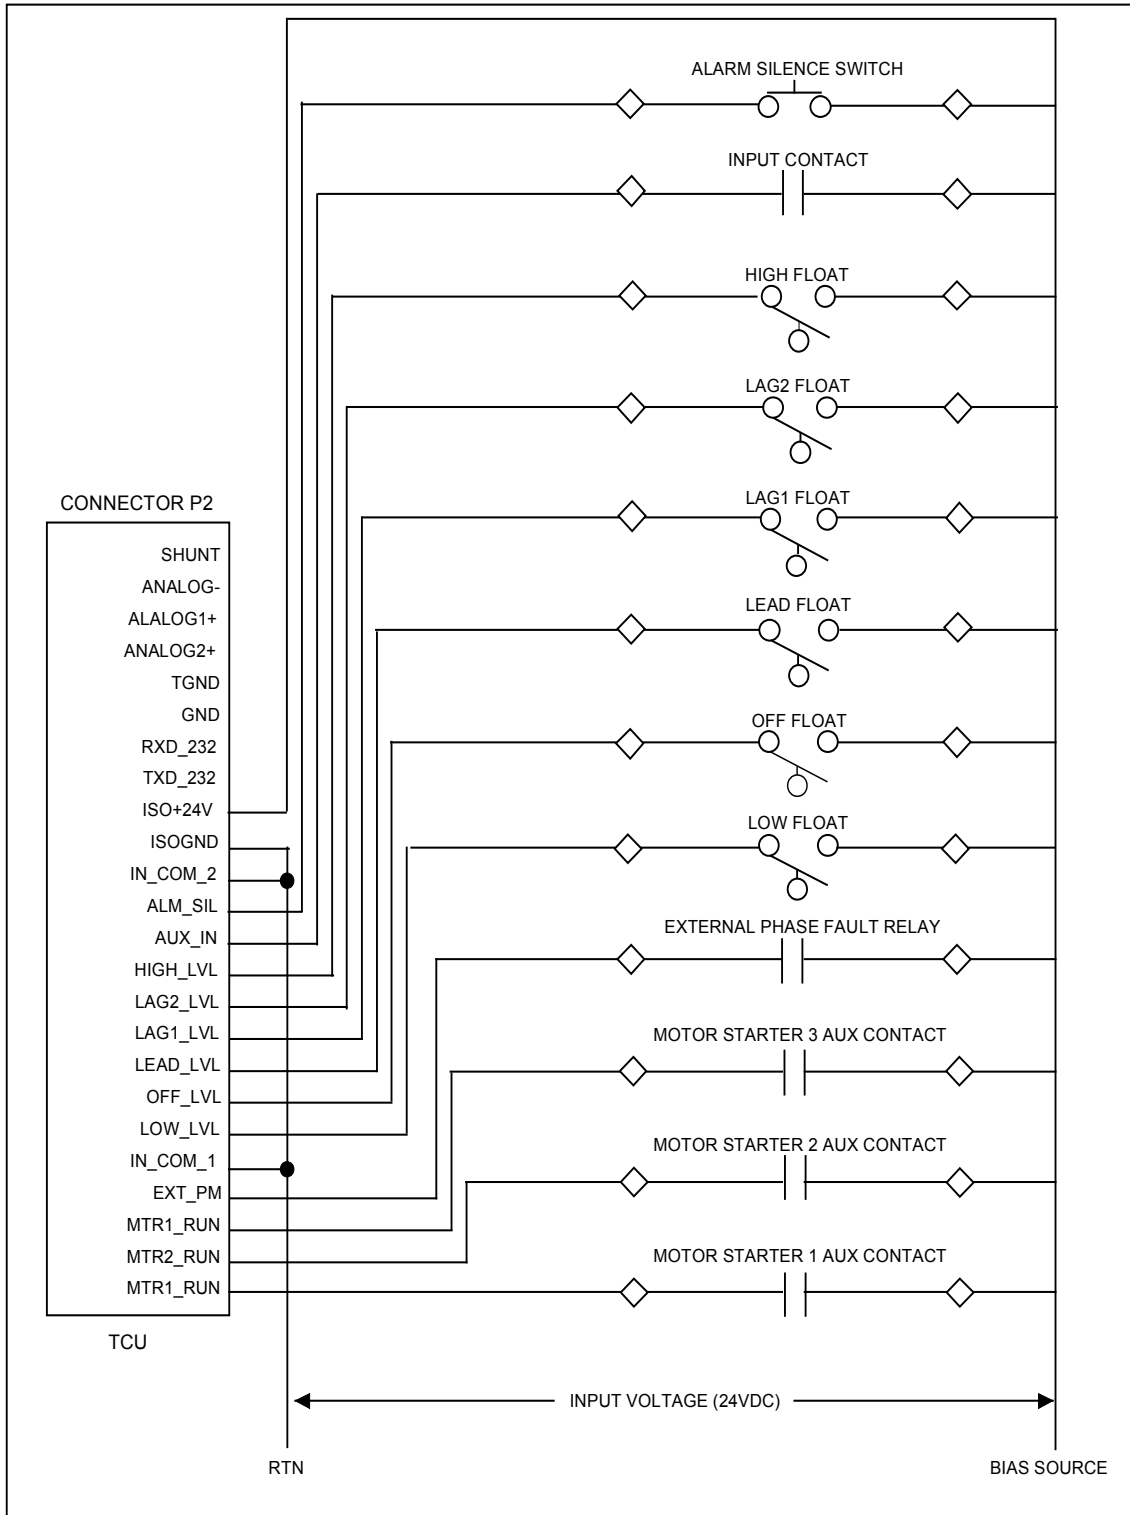 ALARM SILENCE SWITCH
INPUT CONTACT
HIGH FLOAT
LAG2 FLOAT
LAG1 FLOAT
LEAD FLOAT
OFF FLOAT
LOW FLOAT
EXTERNAL PHASE FAULT RELAY
MOTOR STARTER 3 AUX CONTACT
MOTOR STARTER 2 AUX CONTACT
MOTOR STARTER 1 AUX CONTACT
CONNECTOR P2
SHUNT
ANALOG-
ALALOG1+
ANALOG2+
TGND
GND
RXD_232
TXD_232
ISO+24V
ISOGND
IN_COM_2
ALM_SIL
AUX_IN
HIGH_LVL
LAG2_LVL
LAG1_LVL
LEAD_LVL
OFF_LVL
LOW_LVL
IN_COM_1
EXT_PM
MTR1_RUN
MTR2_RUN
MTR1_RUN
TCU
INPUT VOLTAGE (24VDC)
RTN
BIAS SOURCE